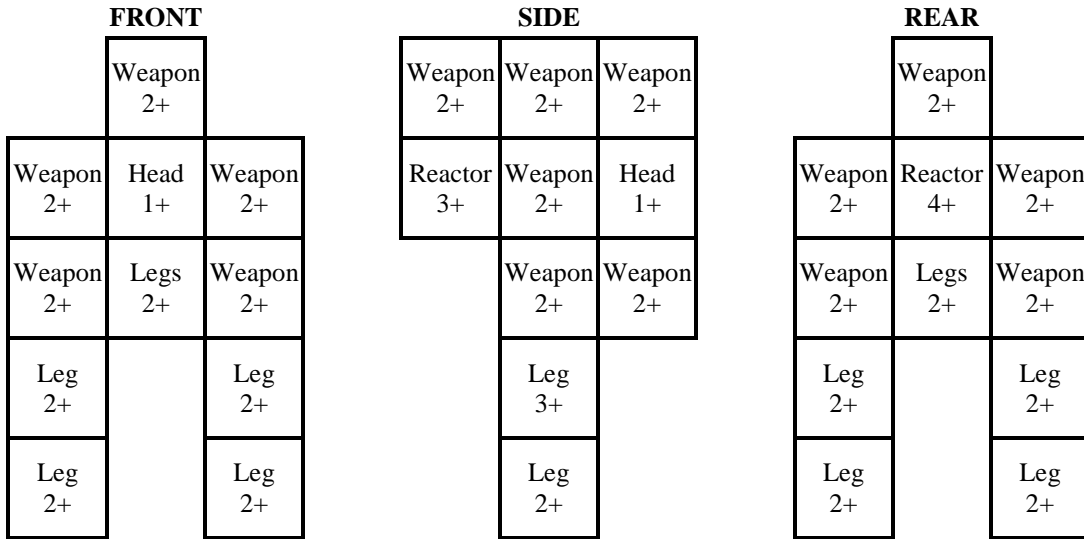 FRONT SIDE REAR
Weapon Weapon Weapon Weapon Weapon
2+ 2+ 2+ 2+ 2+
Weapon Head Weapon Reactor Weapon Head Weapon Reactor Weapon
2+ 1+ 2+ 3+ 2+ 1+ 2+ 4+ 2+
Weapon Legs Weapon Weapon Weapon Weapon Legs Weapon
2+ 2+ 2+ 2+ 2+ 2+ 2+ 2+
Leg Leg Leg Leg Leg
2+ 2+ 3+ 2+ 2+
Leg Leg Leg Leg Leg
2+ 2+ 2+ 2+ 2+